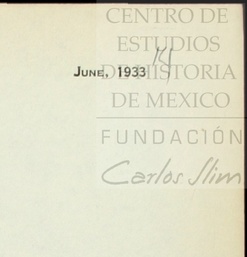 CENTRO DE
ESTUDIOS
DE HISTORIA
DE MEXICO
FUNDACIÓN
Carlos Slim
JUNE, 1933